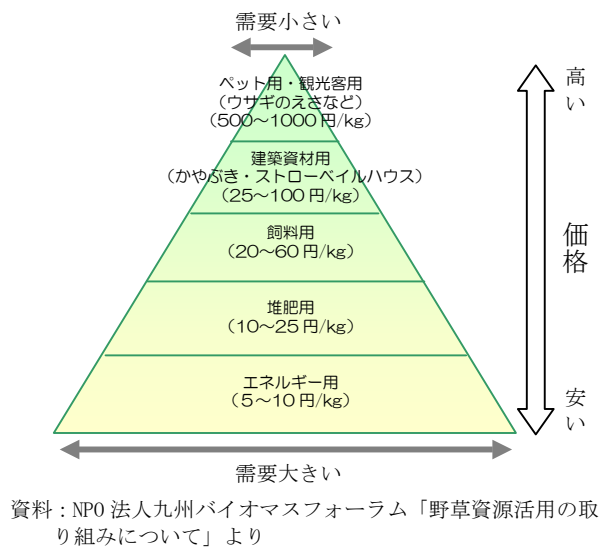 需要小さい
ペット用・観光客用
（ウサギのえさなど）
（500～1000円/kg）
建築資材用
（かやぶき・ストローベイルハウス）
（25～100円/kg）
飼料用
（20～60円/kg）
堆肥用
（10～25円/kg）
エネルギー用
（5～10円/kg）
需要大きい
高い
価格
安い
資料：NPO法人九州バイオマスフォーラム「野草資源活用の取
り組みについて」より